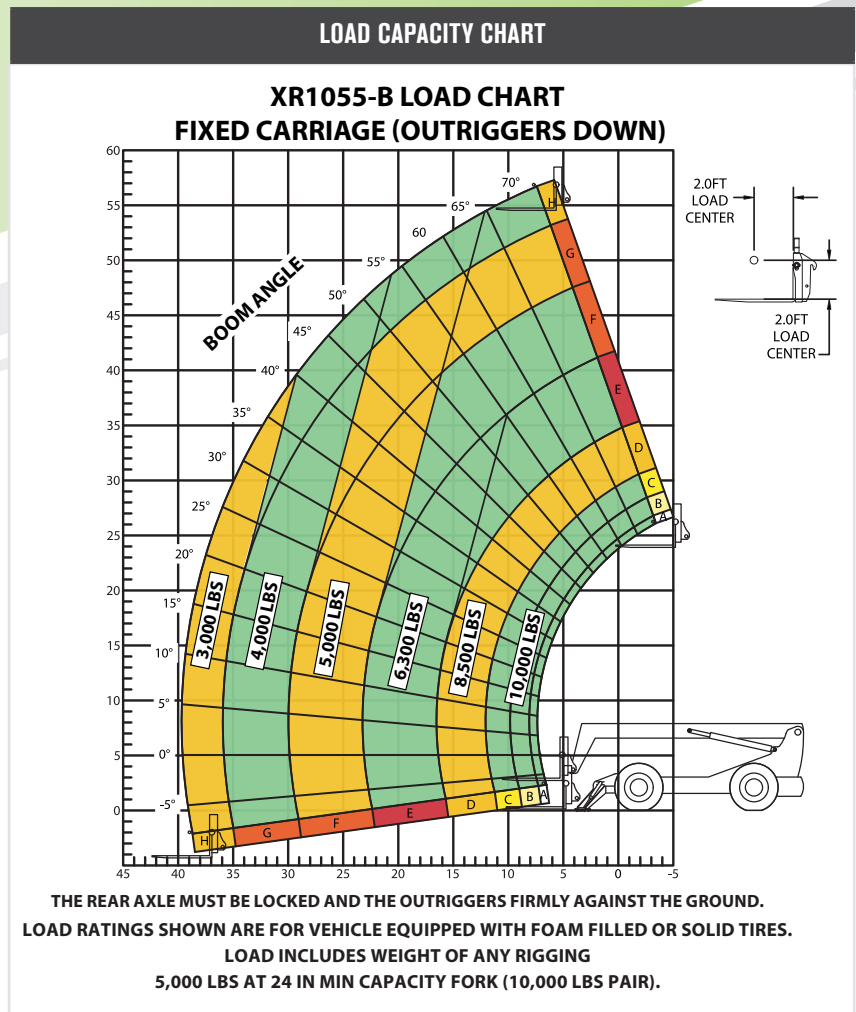 LOAD CAPACITY CHART
XR1055-B LOAD CHART
FIXED CARRIAGE (OUTRIGGERS DOWN)
60
55
50
45
40
35
30
25
20
15
10
5
0
BOOM ANGLE
70°
65°
60
55°
50°
45°
40°
35°
30°
25°
20°
15°
10°
5°
0°
-5°
H
G
F
E
D
C
B
A
3,000 LBS
4,000 LBS
5,000 LBS
6,300 LBS
8,500 LBS
10,000 LBS
H
G
F
E
D
C
B
A
45
40
35
30
25
20
15
10
5
0
-5
2.0FT
LOAD
CENTER
2.0FT
LOAD
CENTER
THE REAR AXLE MUST BE LOCKED AND THE OUTRIGGERS FIRMLY AGAINST THE GROUND.
LOAD RATINGS SHOWN ARE FOR VEHICLE EQUIPPED WITH FOAM FILLED OR SOLID TIRES.
LOAD INCLUDES WEIGHT OF ANY RIGGING
5,000 LBS AT 24 IN MIN CAPACITY FORK (10,000 LBS PAIR).